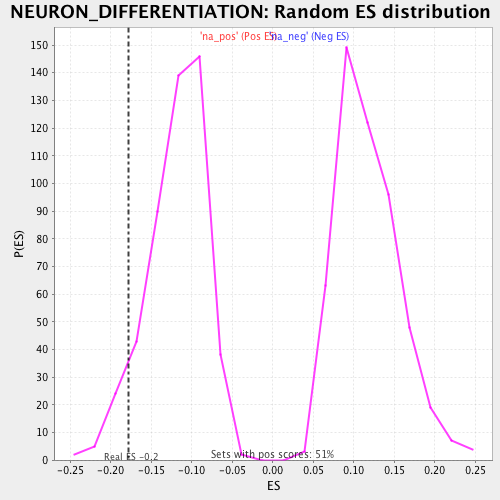 NEURON_DIFFERENTIATION: Random ES distribution
'na_pos' (Pos ES) 'na_neg' (Neg ES)
150
140
130
120
110
100
90
80
70
60
50
40
30
20
10
0
P(ES)
Real ES -0.2
Sets with pos scores: 51%
-0.25 -0.20 -0.15 -0.10 -0.05 0.00 0.05 0.10 0.15 0.20 0.25
ES